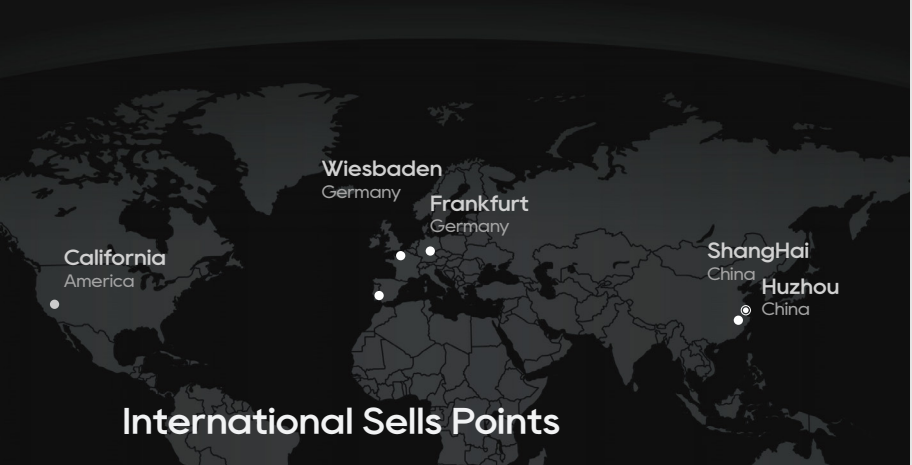 Wiesbaden
Germany
Frankfurt
Germany
California
America
ShangHai
China
Huzhou
China
International Sells Points